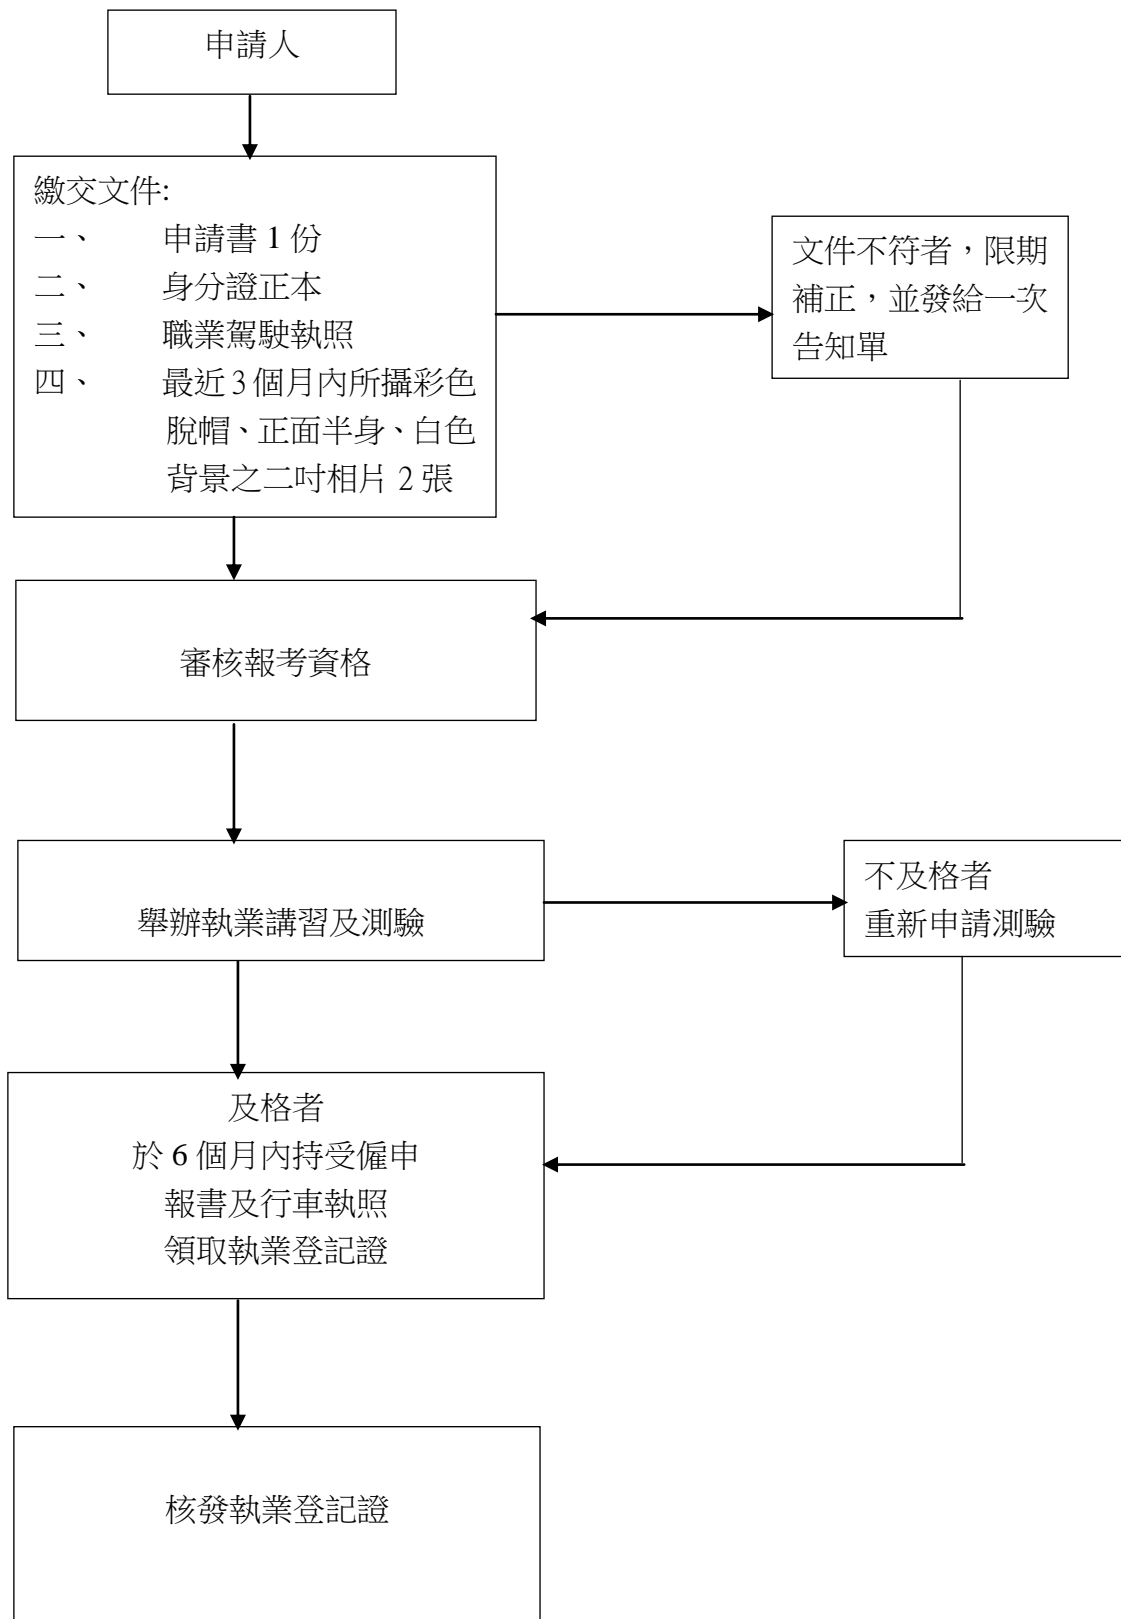 申請人
繳交文件:
一、 申請書 1 份
二、 身分證正本
三、 職業駕駛執照
四、 最近 3 個月內所攝彩色
脫帽、正面半身、白色
背景之二吋相片 2 張
文件不符者，限期
補正，並發給一次
告知單
審核報考資格
舉辦執業講習及測驗
不及格者
重新申請測驗
及格者
於 6 個月內持受僱申
報書及行車執照
領取執業登記證
核發執業登記證